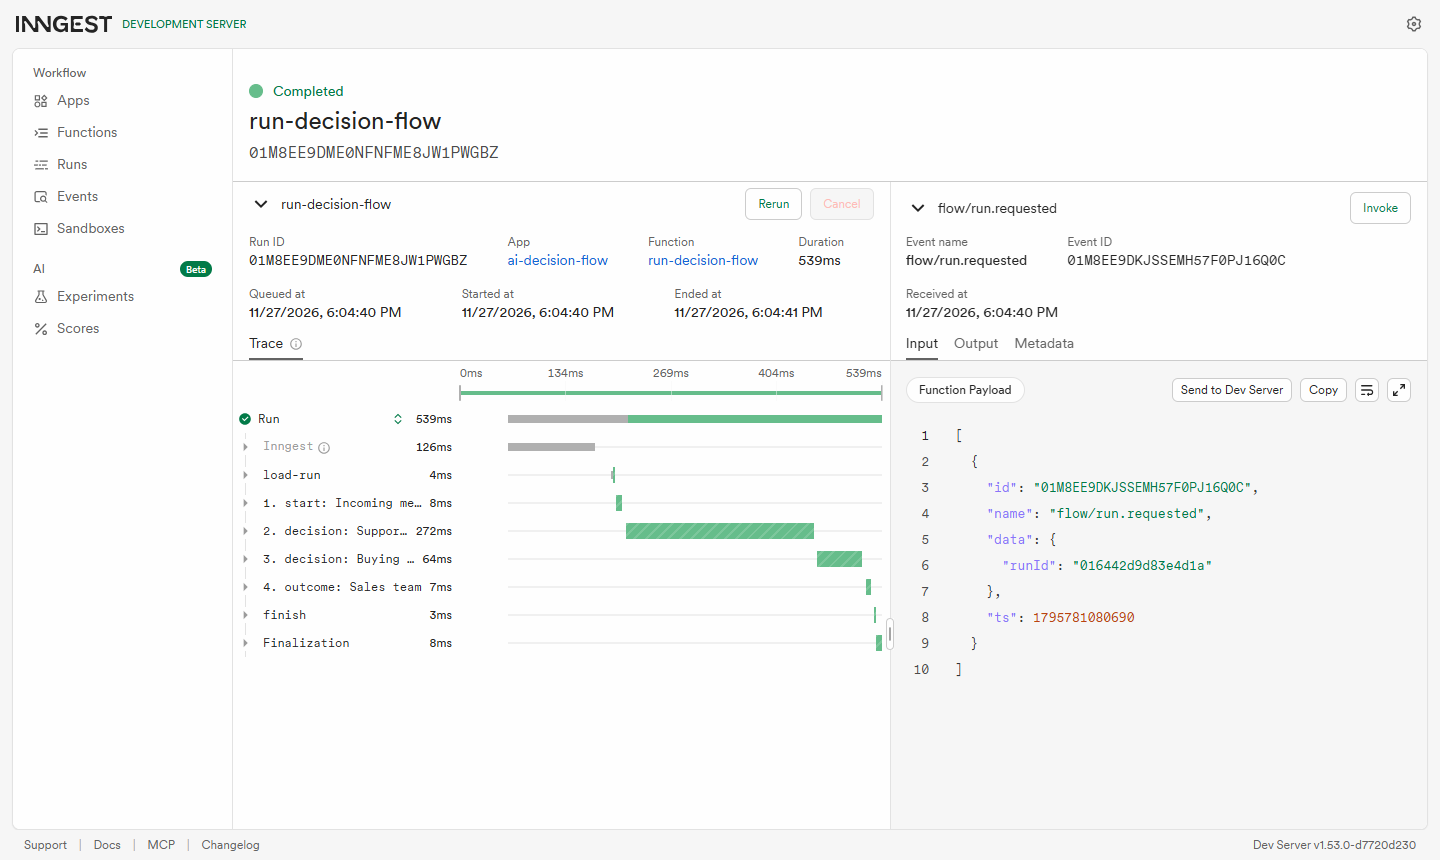 INNGEST DEVELOPMENT SERVER
Workflow
Apps
Functions
Runs
Events
Sandboxes
AI Beta
Experiments
Scores
Completed
run-decision-flow
01M8EE9DME0NFNFME8JW1PWGBZ
run-decision-flow Rerun Cancel
Run ID App Function Duration
01M8EE9DME0NFNFME8JW1PWGBZ ai-decision-flow run-decision-flow 539ms
Queued at Started at Ended at
11/27/2026, 6:04:40 PM 11/27/2026, 6:04:40 PM 11/27/2026, 6:04:41 PM
Trace
0ms 134ms 269ms 404ms 539ms
Run 539ms
Inngest 126ms
load-run 4ms
1. start: Incoming me… 8ms
2. decision: Suppor… 272ms
3. decision: Buying … 64ms
4. outcome: Sales team 7ms
finish 3ms
Finalization 8ms
flow/run.requested Invoke
Event name Event ID
flow/run.requested 01M8EE9DKJSSEMH57F0PJ16Q0C
Received at
11/27/2026, 6:04:40 PM
Input Output Metadata
Function Payload Send to Dev Server Copy
1 [
2 {
3 "id": "01M8EE9DKJSSEMH57F0PJ16Q0C",
4 "name": "flow/run.requested",
5 "data": {
6 "runId": "016442d9d83e4d1a"
7 },
8 "ts": 1795781080690
9 }
10 ]
Support | Docs | MCP | Changelog
Dev Server v1.53.0-d7720d230